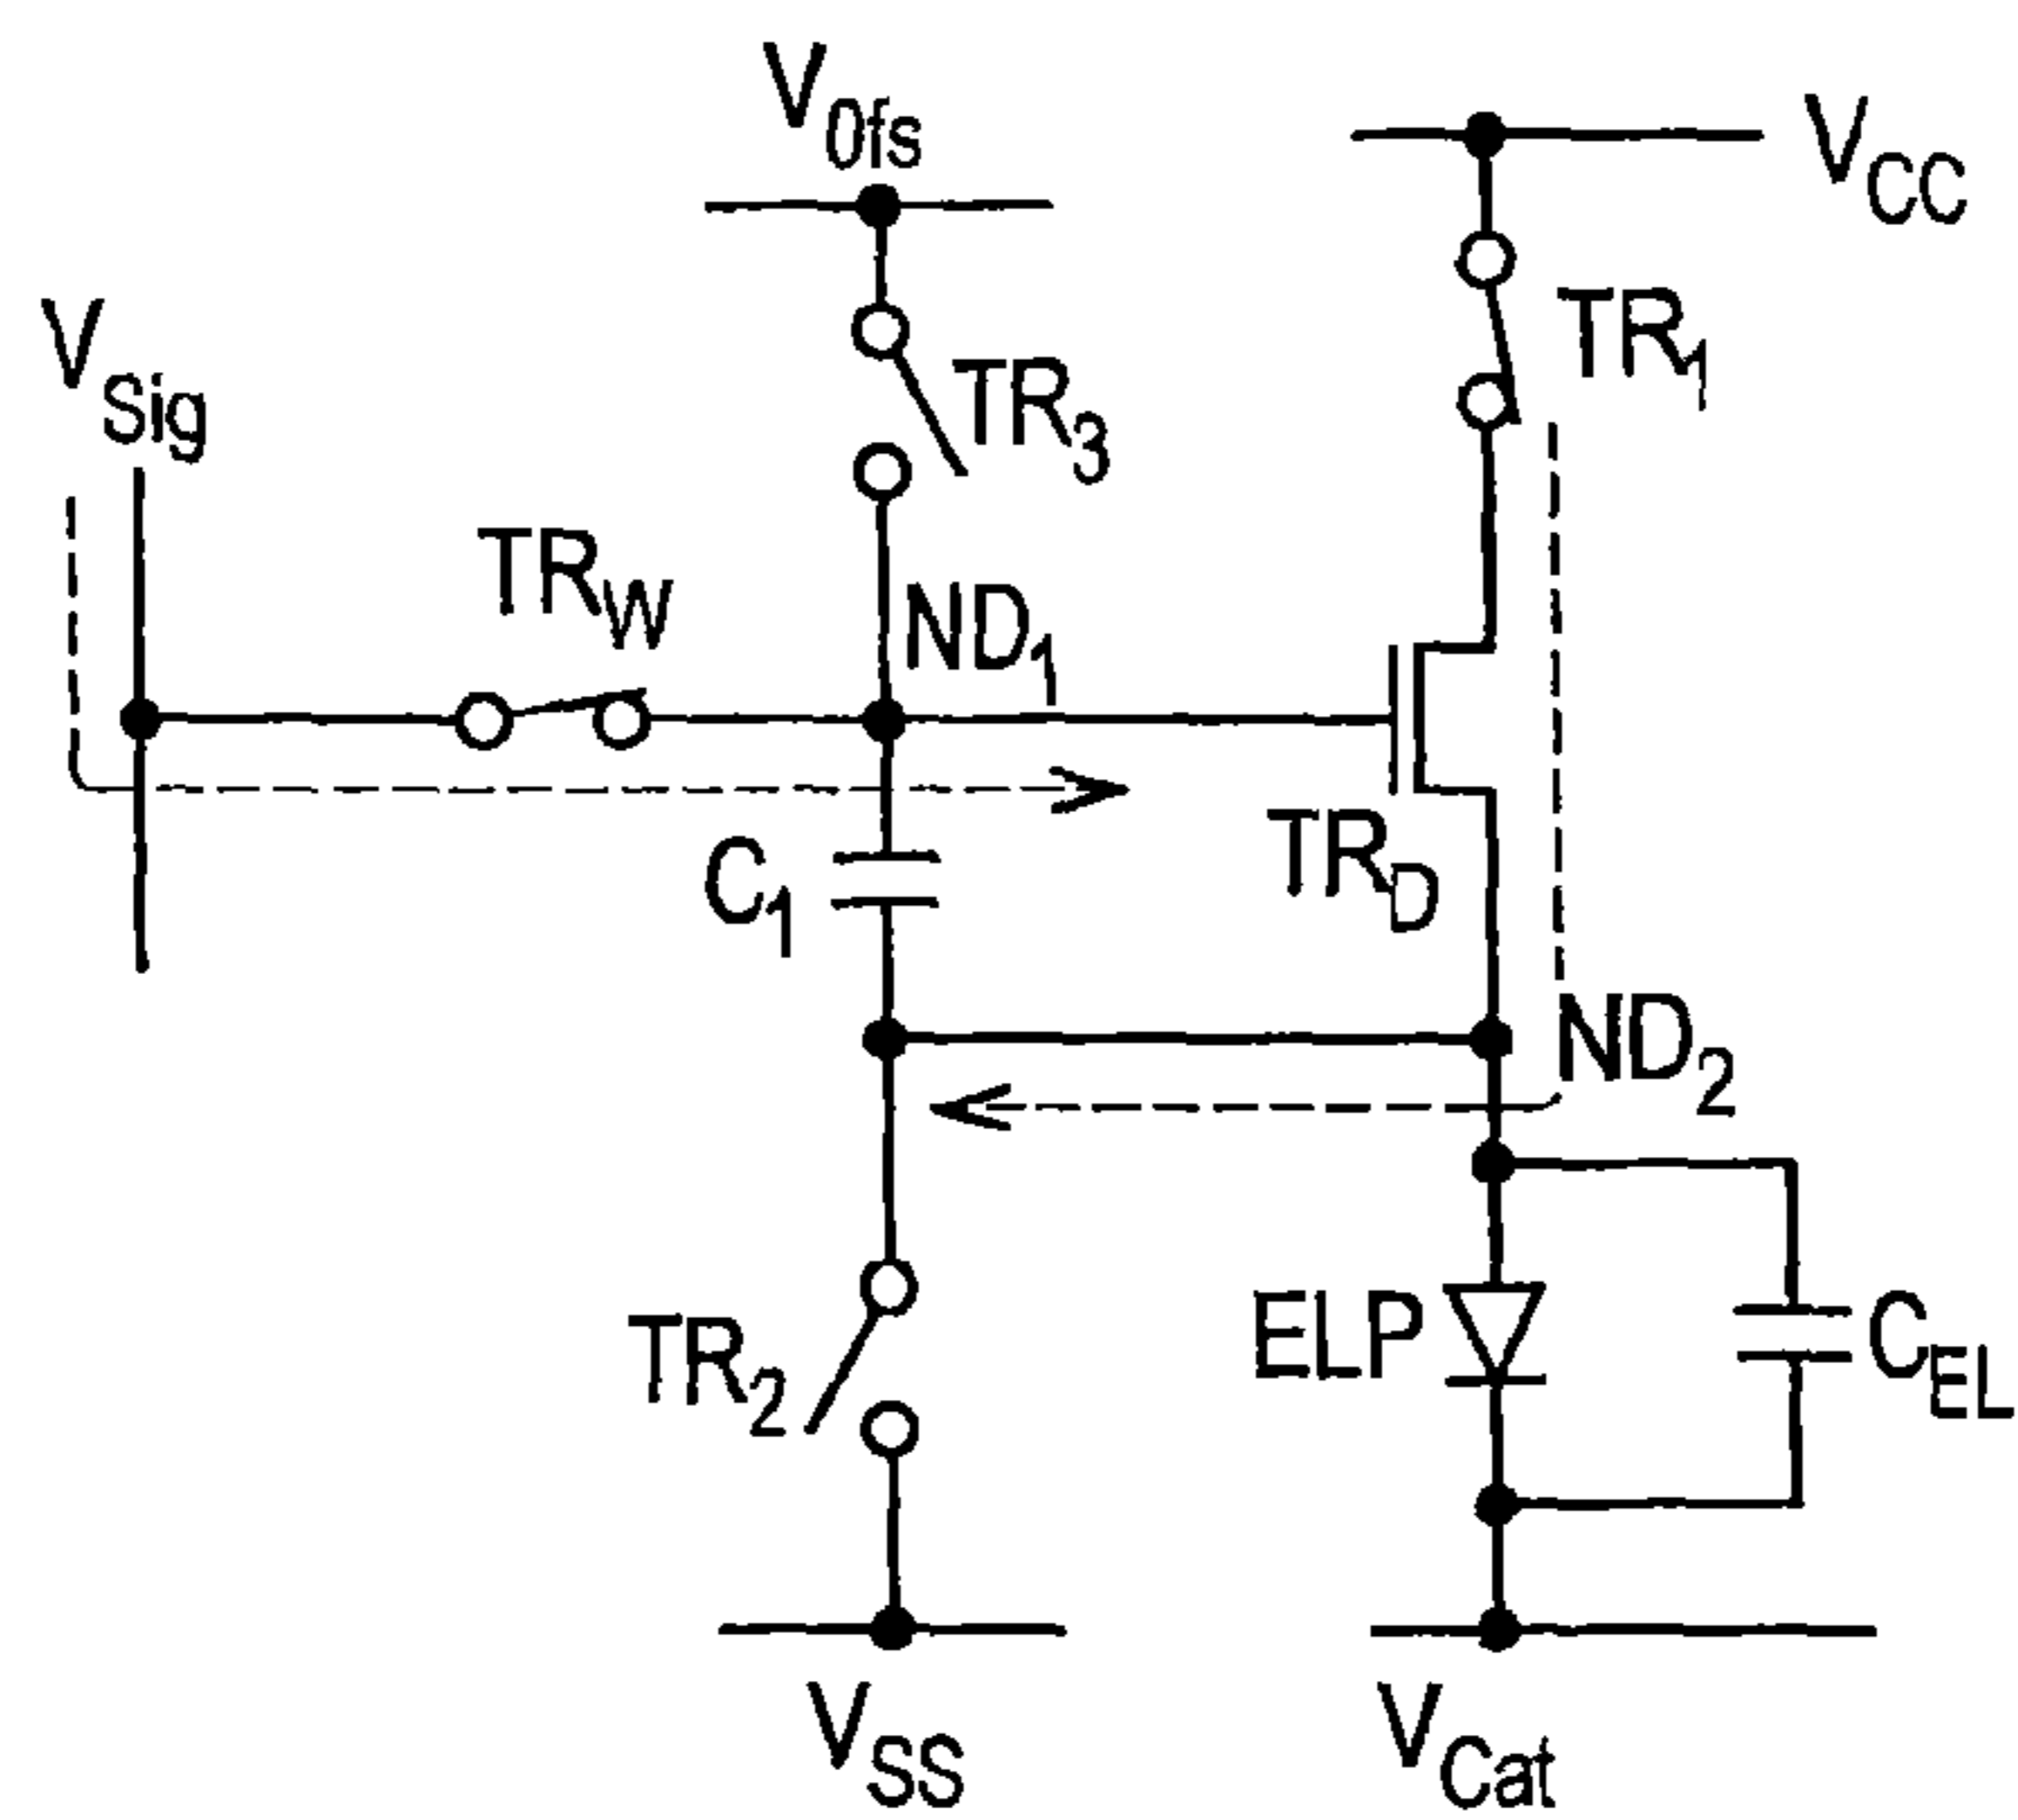 V0fs
VCC
VSig
TR1
TR3
TRW
ND1
C1
TRD
ND2
TR2
ELP
CEL
VSS
VCat